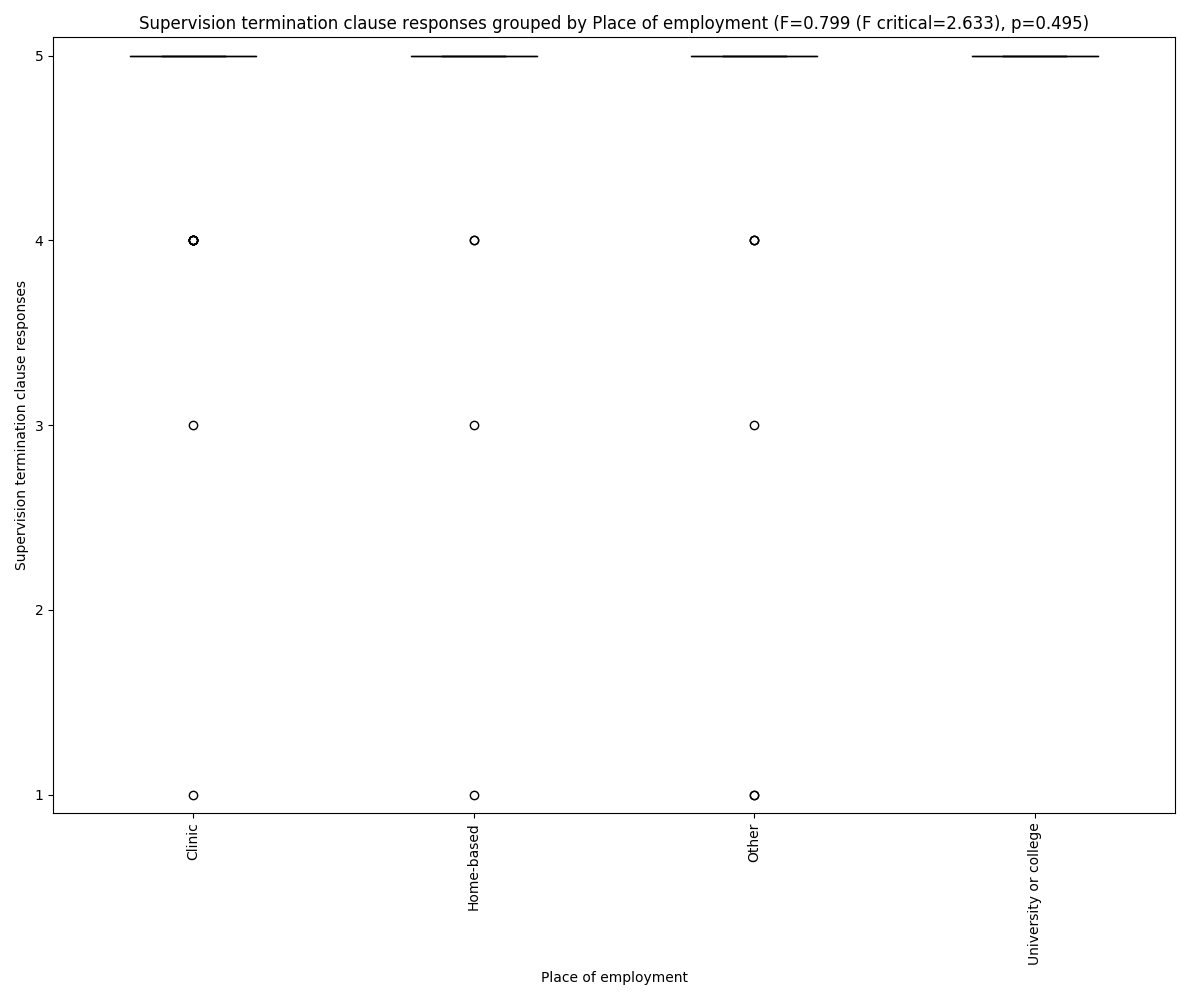 Supervision termination clause responses grouped by Place of employment (F=0.799 (F critical=2.633), p=0.495)
Supervision termination clause responses
5
4
3
2
1
Clinic
Home-based
Other
University or college
Place of employment